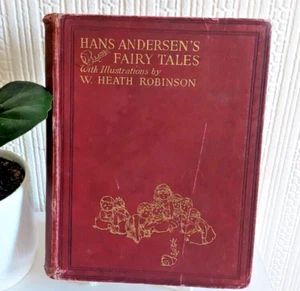 HANS ANDERSEN'S
FAIRY TALES
With Illustrations by
W. HEATH ROBINSON